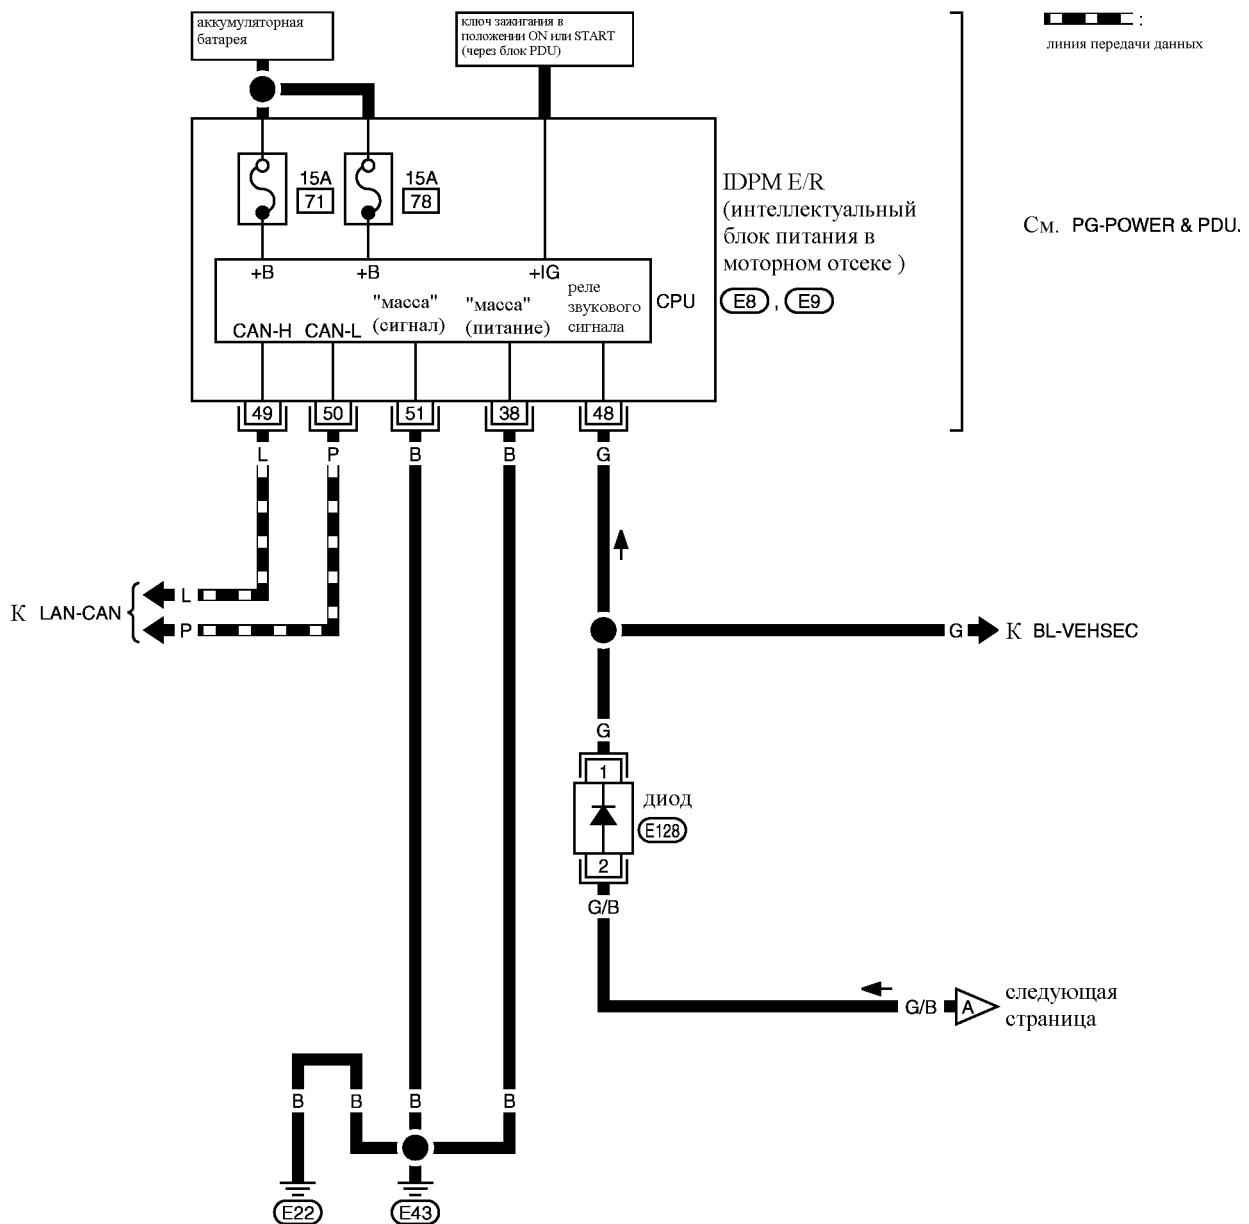 аккумуляторная
батарея
ключ зажигания в
положении ON или START
(через блок PDU)
:
линия передачи данных
15A
71
15A
78
IDPM E/R
(интеллектуальный
блок питания в
моторном отсеке )
E8 , E9
См. PG-POWER & PDU.
+B
+B
+IG
CAN-H
CAN-L
"масса"
(сигнал)
"масса"
(питание)
реле
звукового
сигнала
CPU
49
50
51
38
48
L
P
B
B
G
L
P
К LAN-CAN
G
К BL-VEHSEC
G
1
диод
E128
2
G/B
G/B
A
следующая
страница
B
B
B
B
E22
E43